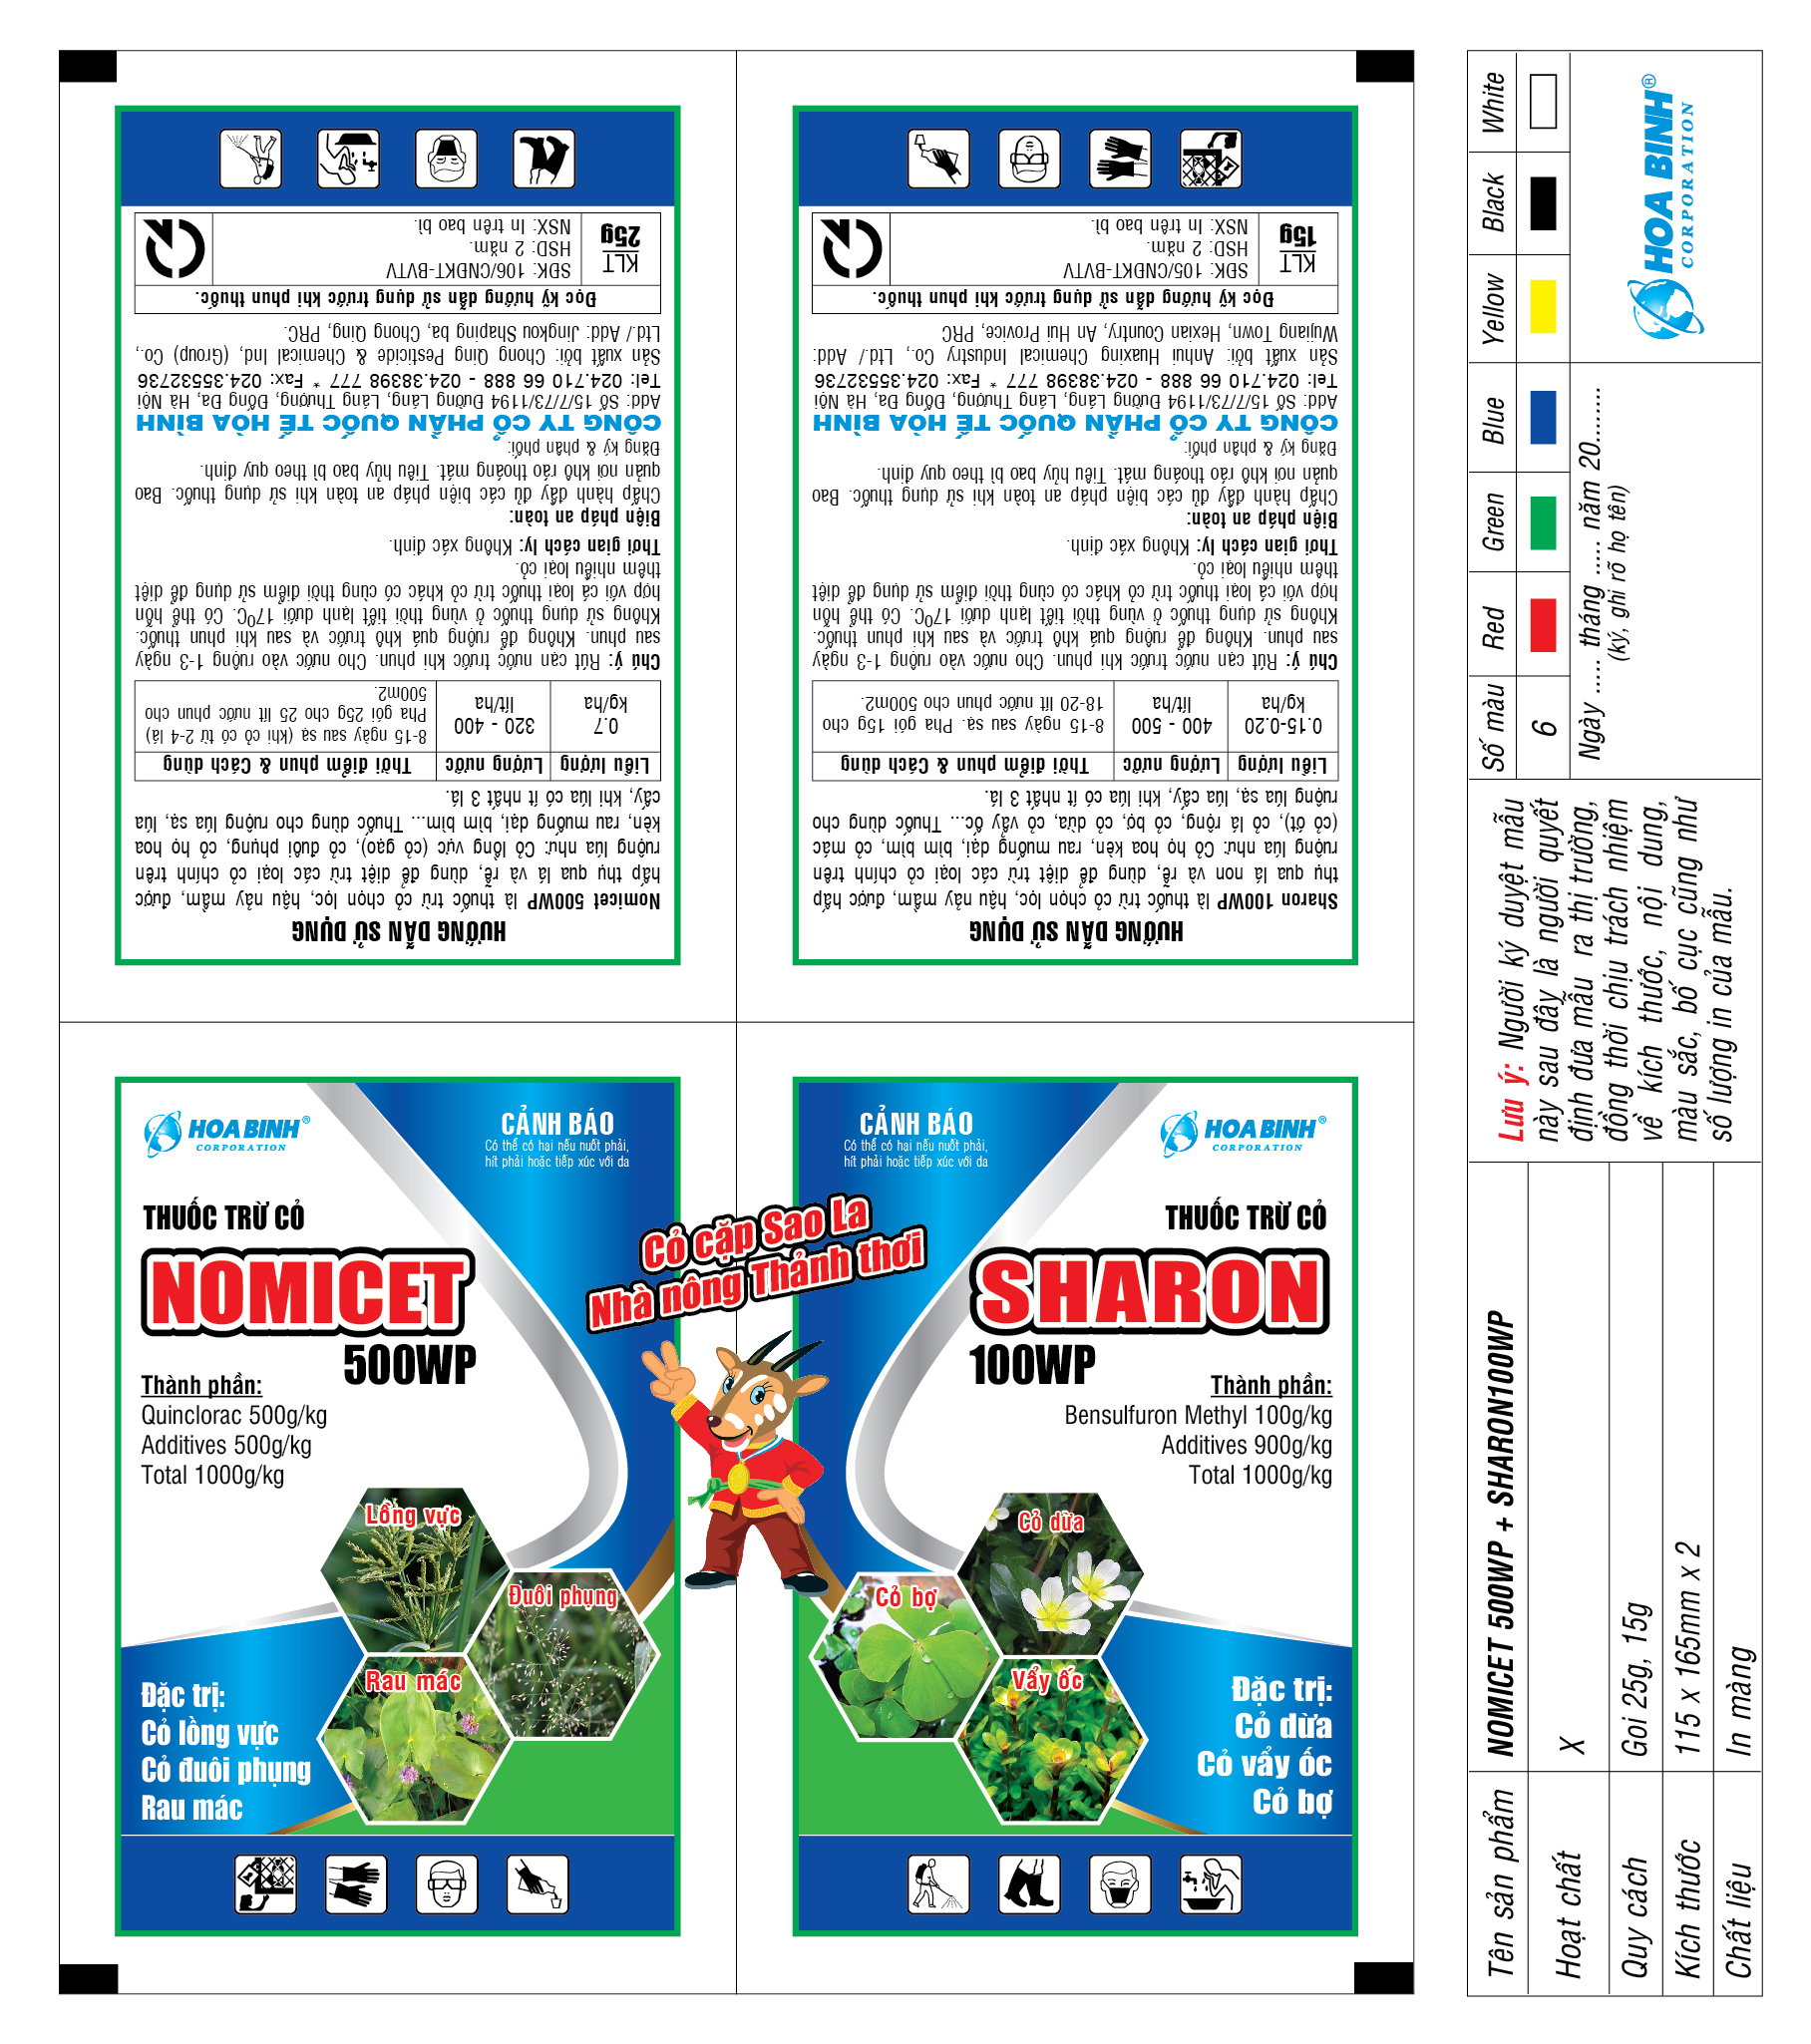 HƯỚNG DẪN SỬ DỤNG
Nomicet 500WP là thuốc trừ cỏ chọn lọc, hậu nảy mầm, được
hấp thụ qua lá và rễ, dùng để diệt trừ các loại cỏ chính trên
ruộng lúa như: Cỏ lồng vực (cỏ gạo), cỏ đuôi phụng, cỏ họ hoa
kèn, rau muống dại, bìm bìm... Thuốc dùng cho ruộng lúa sạ, lúa
cấy, khi lúa có ít nhất 3 lá.
Liều lượng Lượng nước Thời điểm phun & Cách dùng
0.7 320 - 400 8-15 ngày sau sạ (khi cỏ có từ 2-4 lá)
kg/ha lít/ha Pha gói 25g cho 25 lít nước phun cho
500m2.
Chú ý: Rút cạn nước trước khi phun. Cho nước vào ruộng 1-3 ngày
sau phun. Không để ruộng quá khô trước và sau khi phun thuốc.
Không sử dụng thuốc ở vùng thời tiết lạnh dưới 17⁰C. Có thể hỗn
hợp với cả loại thuốc trừ cỏ khác có cùng thời điểm sử dụng để diệt
thêm nhiều loại cỏ.
Thời gian cách ly: Không xác định.
Biện pháp an toàn:
Chấp hành đầy đủ các biện pháp an toàn khi sử dụng thuốc. Bao
quản nơi khô ráo thoáng mát. Tiêu hủy bao bì theo quy định.
Đăng ký & phân phối:
CÔNG TY CỔ PHẦN QUỐC TẾ HÒA BÌNH
Add: Số 15/7/73/1194 Đường Láng, Láng Thượng, Đống Đa, Hà Nội
Tel: 024.710 66 888 - 024.38398 777 * Fax: 024.35532736
Sản xuất bởi: Chong Qing Pesticide & Chemical Ind, (Group) Co.,
Ltd./ Add: Jingkou Shaping ba, Chong Qing, PRC.
Đọc kỹ hướng dẫn sử dụng trước khi phun thuốc.
KLT
25g
SĐK: 106/CNĐKT-BVTV
HSD: 2 năm.
NSX: In trên bao bì.
HƯỚNG DẪN SỬ DỤNG
Sharon 100WP là thuốc trừ cỏ chọn lọc, hậu nảy mầm, được hấp
thụ qua lá non và rễ, dùng để diệt trừ các loại cỏ chính trên
ruộng lúa như: Cỏ họ hoa kèn, rau muống dại, bìm bìm, cỏ mác
(cỏ ớt), cỏ lá rộng, cỏ bợ, cỏ dừa, cỏ vẩy ốc... Thuốc dùng cho
ruộng lúa sạ, lúa cấy, khi lúa có ít nhất 3 lá.
Liều lượng Lượng nước Thời điểm phun & Cách dùng
0.15-0.20 400 - 500 8-15 ngày sau sạ. Pha gói 15g cho
kg/ha lít/ha 18-20 lít nước phun cho 500m2.
Chú ý: Rút cạn nước trước khi phun. Cho nước vào ruộng 1-3 ngày
sau phun. Không để ruộng quá khô trước và sau khi phun thuốc.
Không sử dụng thuốc ở vùng thời tiết lạnh dưới 17⁰C. Có thể hỗn
hợp với cả loại thuốc trừ cỏ khác có cùng thời điểm sử dụng để diệt
thêm nhiều loại cỏ.
Thời gian cách ly: Không xác định.
Biện pháp an toàn:
Chấp hành đầy đủ các biện pháp an toàn khi sử dụng thuốc. Bao
quản nơi khô ráo thoáng mát. Tiêu hủy bao bì theo quy định.
Đăng ký & phân phối:
CÔNG TY CỔ PHẦN QUỐC TẾ HÒA BÌNH
Add: Số 15/7/73/1194 Đường Láng, Láng Thượng, Đống Đa, Hà Nội
Tel: 024.710 66 888 - 024.38398 777 * Fax: 024.35532736
Sản xuất bởi: Anhui Huaxing Chemical Industry Co., Ltd./ Add:
Wujiang Town, Hexian Country, An Hui Provice, PRC
Đọc kỹ hướng dẫn sử dụng trước khi phun thuốc.
KLT
15g
SĐK: 105/CNĐKT-BVTV
HSD: 2 năm.
NSX: In trên bao bì.
HOA BINH®
CORPORATION
CẢNH BÁO
Có thể có hại nếu nuốt phải,
hít phải hoặc tiếp xúc với da
THUỐC TRỪ CỎ
NOMICET
500WP
Thành phần:
Quinclorac 500g/kg
Additives 500g/kg
Total 1000g/kg
Lồng vực
Đuôi phụng
Rau mác
Đặc trị:
Cỏ lồng vực
Cỏ đuôi phụng
Rau mác
Cỏ cặp Sao La
Nhà nông Thảnh thơi
CẢNH BÁO
Có thể có hại nếu nuốt phải,
hít phải hoặc tiếp xúc với da
HOA BINH®
CORPORATION
THUỐC TRỪ CỎ
SHARON
100WP
Thành phần:
Bensulfuron Methyl 100g/kg
Additives 900g/kg
Total 1000g/kg
Cỏ dừa
Cỏ bợ
Vẩy ốc
Đặc trị:
Cỏ dừa
Cỏ vẩy ốc
Cỏ bợ
Tên sản phẩm NOMICET 500WP + SHARON100WP
Hoạt chất X
Quy cách Goi 25g, 15g
Kích thước 115 x 165mm x 2
Chất liệu In màng
Lưu ý: Người ký duyệt mẫu
này sau đây là người quyết
định đưa mẫu ra thị trường,
đồng thời chịu trách nhiệm
về kích thước, nội dung,
màu sắc, bố cục cũng như
số lượng in của mẫu.
Số màu Red Green Blue Yellow Black White
6
Ngày ..... tháng ..... năm 20........
(ký, ghi rõ họ tên)
HOA BINH®
CORPORATION